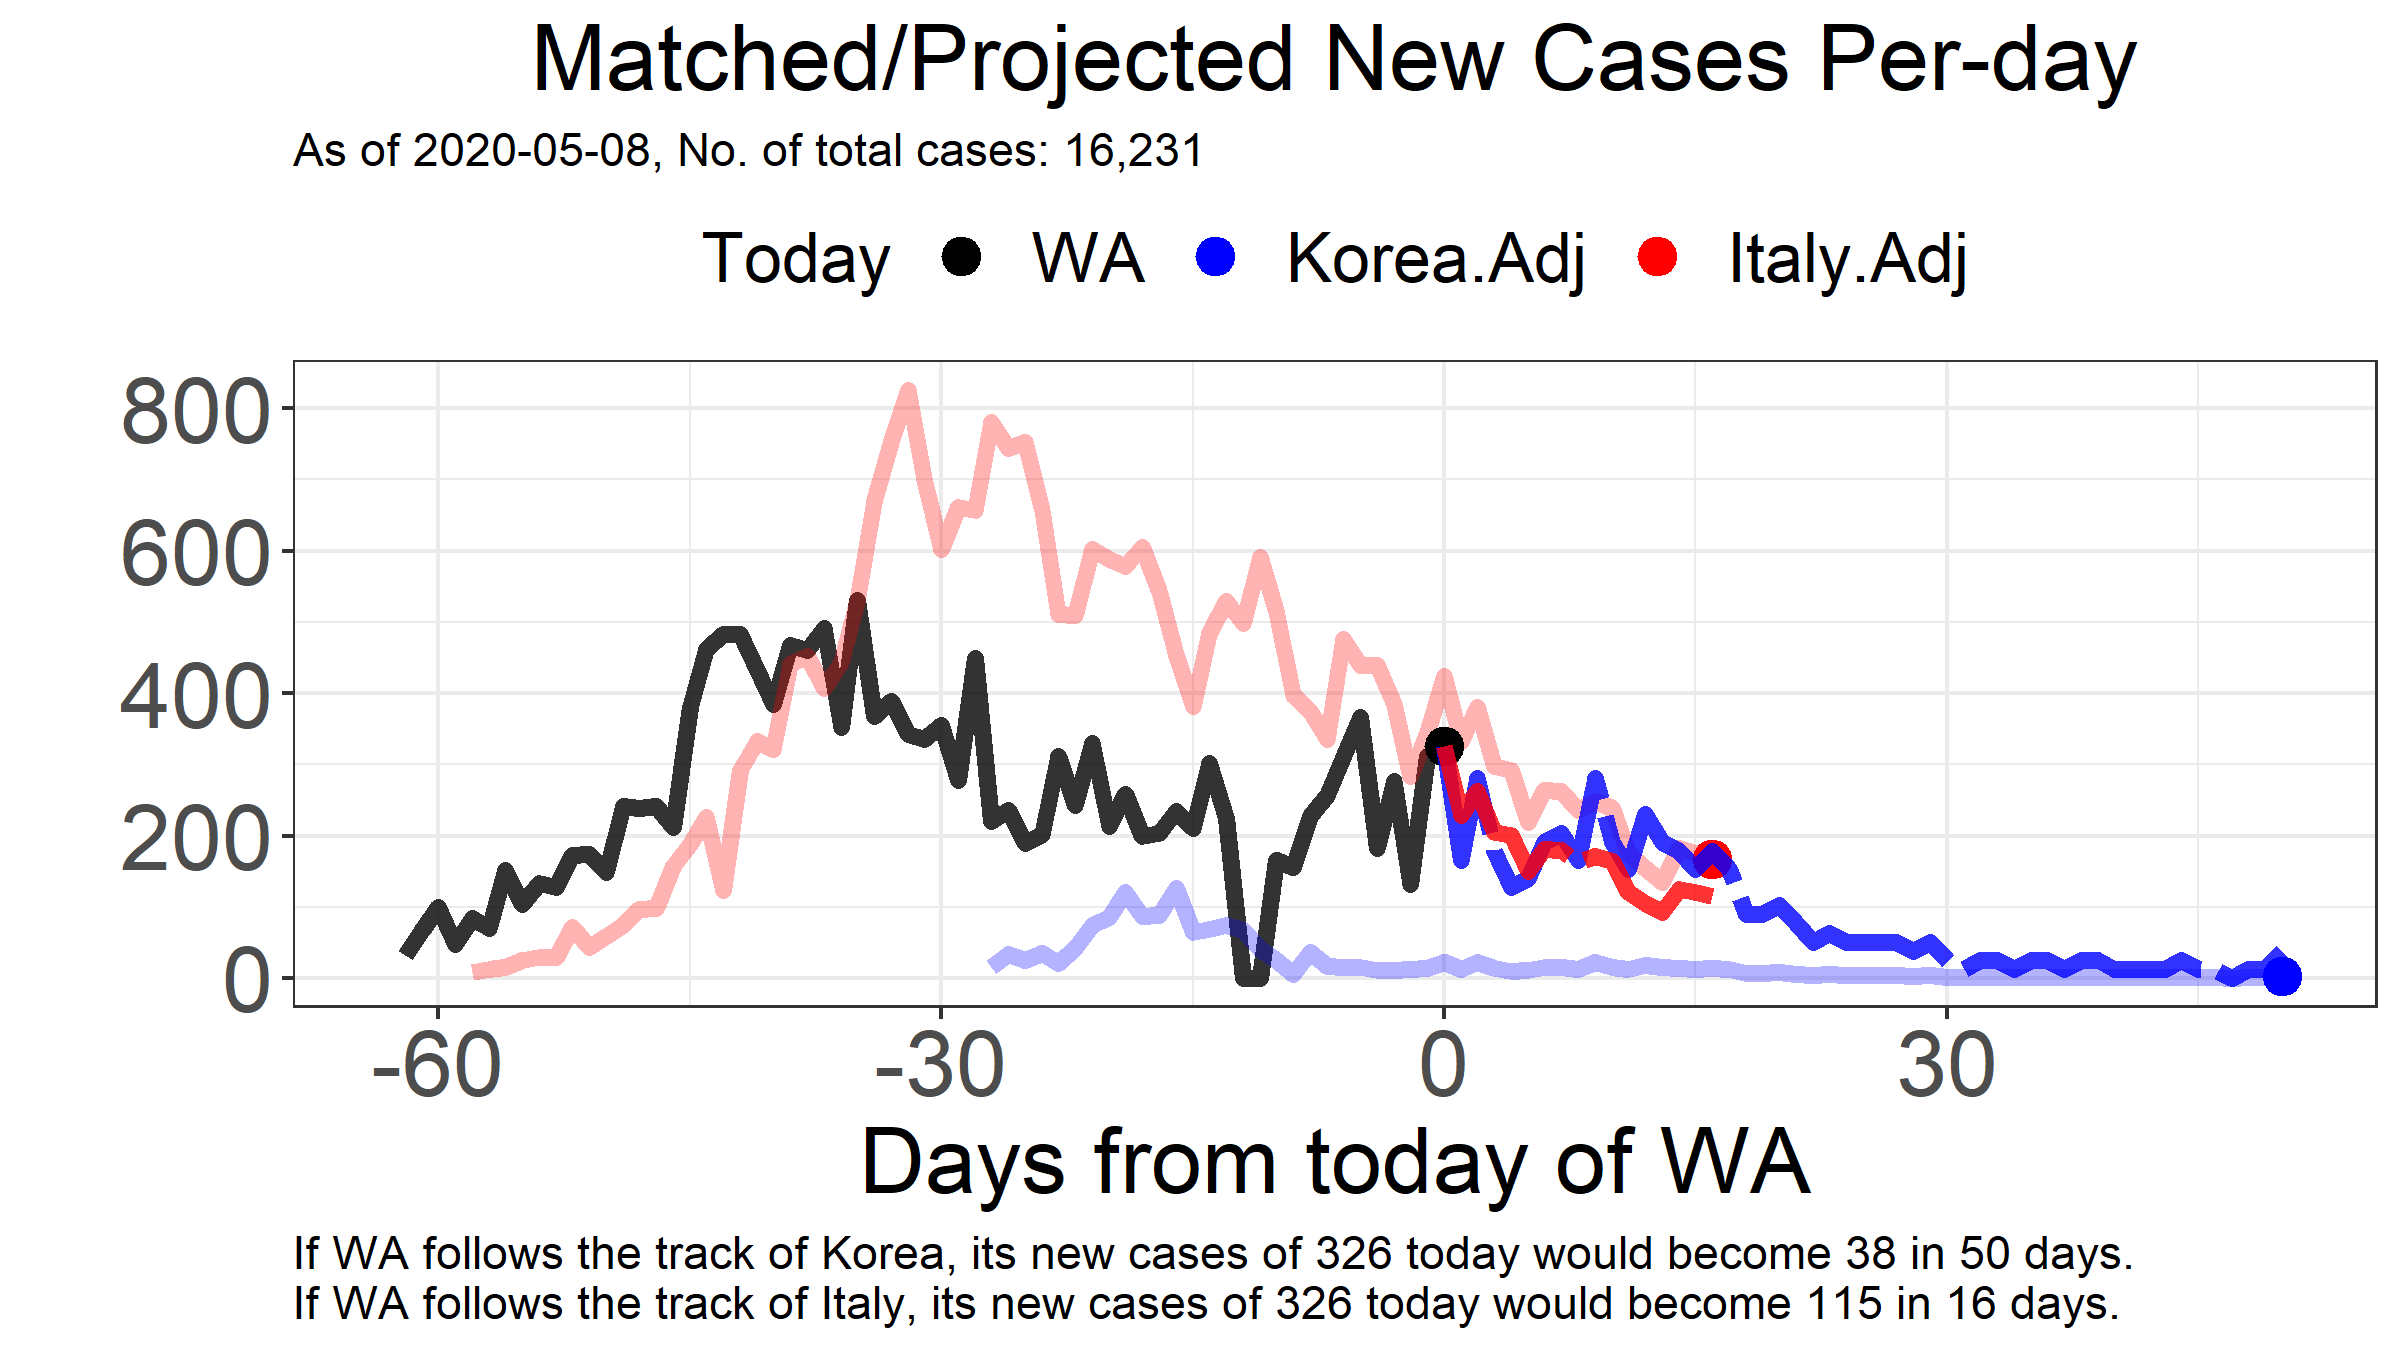 Matched/Projected New Cases Per-day
As of 2020-05-08, No. of total cases: 16,231
Today WA Korea.Adj Italy.Adj
800
600
400
200
0
-60 -30 0 30
Days from today of WA
If WA follows the track of Korea, its new cases of 326 today would become 38 in 50 days.
If WA follows the track of Italy, its new cases of 326 today would become 115 in 16 days.